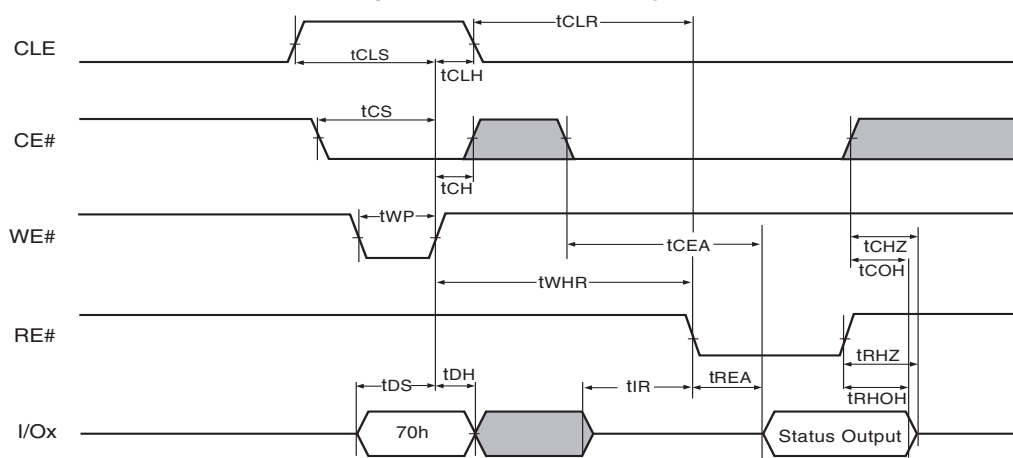 tCLR
CLE
tCLS
tCLH
tCS
CE#
tCH
tWP
WE#
tCEA
tCHZ
tCOH
tWHR
RE#
tRHZ
tDS
tDH
tIR
tREA
tRHOH
I/Ox
70h
Status Output